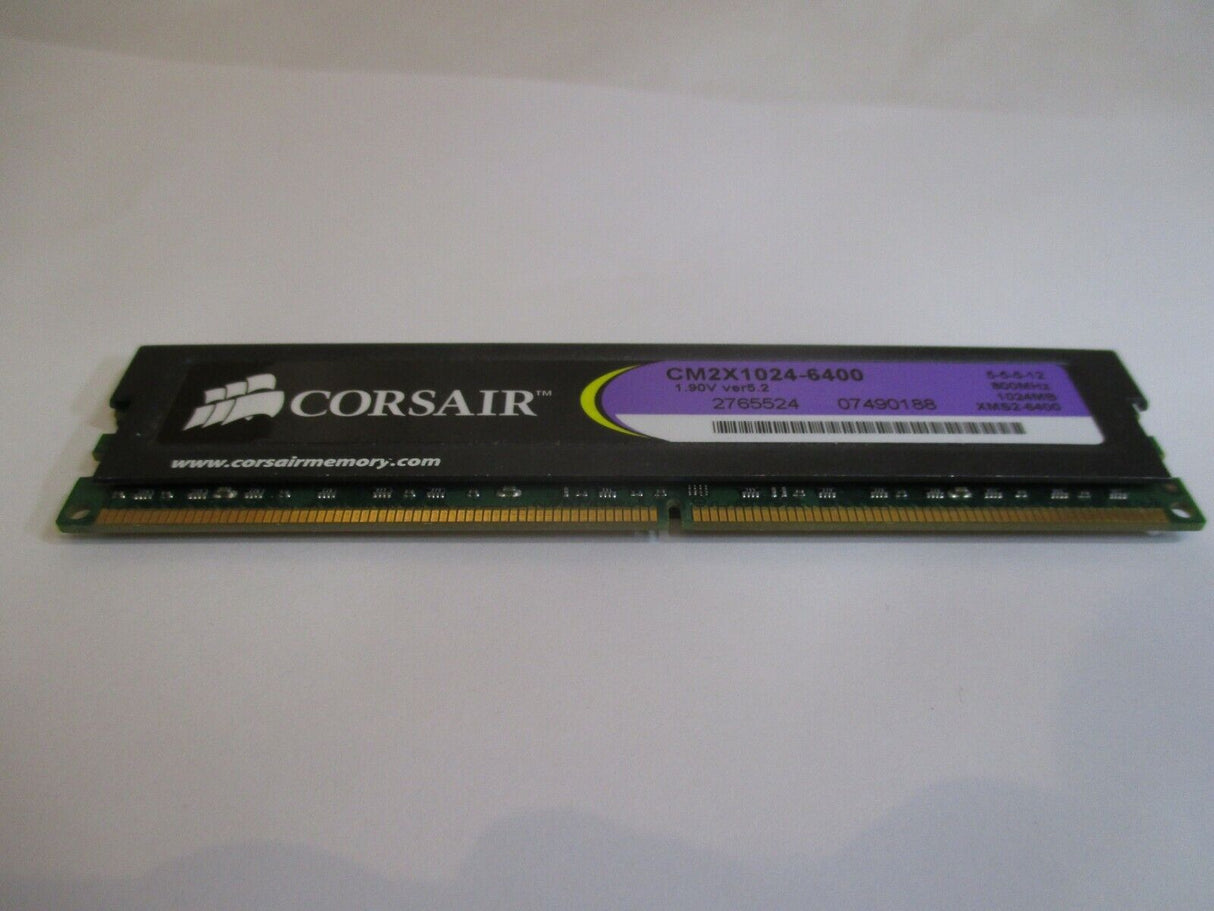 CORSAIR™
www.corsairmemory.com
CM2X1024-6400
1.90V ver5.2
2765524 07490188
5-5-5-12
800MHz
1024MB
XMS2-6400